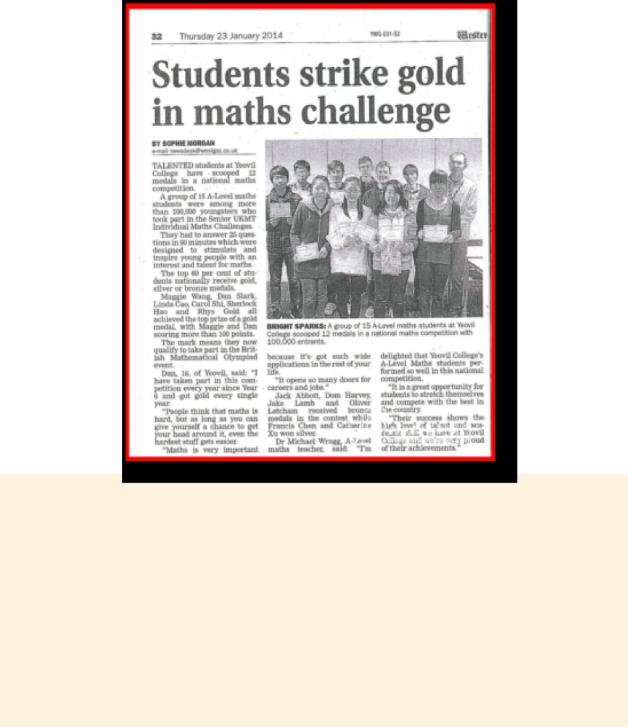 32 Thursday 23 January 2014
Students strike gold
in maths challenge
BY SOPHIE MORGAN
TALENTED students at Yeovil
College have scooped 12
medals in a national maths
competition.
A group of 15 A-Level maths
students were among more
than 100,000 youngsters who
took part in the Senior UKMT
Individual Maths Challenges.
They had to answer 25 ques-
tions in 90 minutes which were
designed to stimulate and
inspire young people with an
interest and talent for maths.
The top 60 per cent of stu-
dents nationally receive gold,
silver or bronze medals.
Maggie Wang, Dan Slark,
Linda Cao, Carol Shi, Sherlock
Hao and Rhys Gold all
achieved the top prize of a gold
medal, with Maggie and Dan
scoring more than 100 points.
The mark means they now
qualify to take part in the Brit-
ish Mathematical Olympiad
event.
Dan, 16, of Yeovil, said: "I
have taken part in this com-
petition every year since Year
6 and got gold every single
year.
"People think that maths is
hard, but as long as you can
give yourself a chance to get
your head around it, even the
hardest stuff gets easier.
"Maths is very important
BRIGHT SPARKS: A group of 15 A-Level maths students at Yeovil
College scooped 12 medals in a national maths competition with
100,000 entrants.
because it's got such wide
applications in the rest of your
life.
"It opens so many doors for
careers and jobs."
Jack Abbott, Dom Harvey,
Jake Lamb and Oliver
Latcham received bronze
medals in the contest while
Francis Chen and Catherine
Xu won silver.
Dr Michael Wragg, A-Level
maths teacher, said: "I'm
delighted that Yeovil College's
A-Level Maths students per-
formed so well in this national
competition.
"It is a great opportunity for
students to stretch themselves
and compete with the best in
the country.
"Their success shows the
high level of talent and aca-
we have at Yeovil
College and we're very proud
of their achievements."